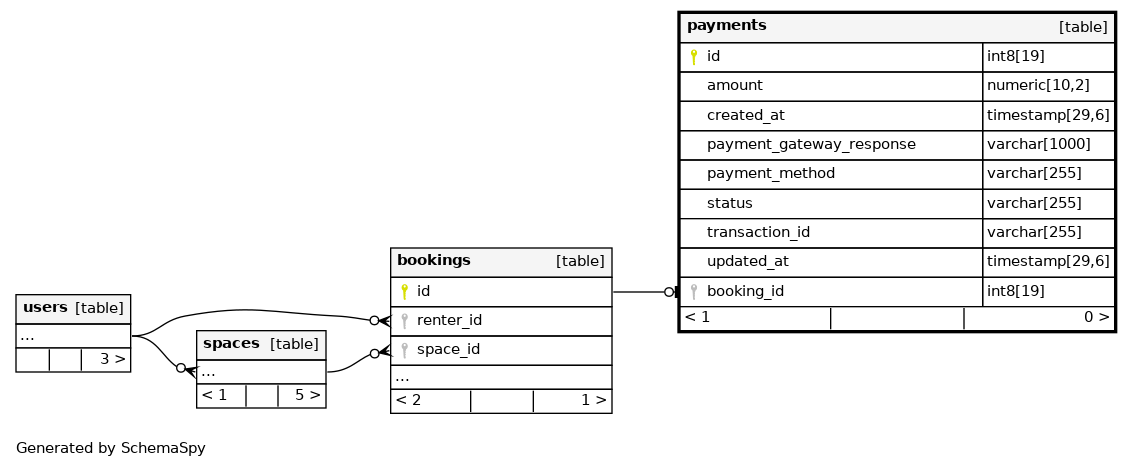 payments [table]
id int8[19]
amount numeric[10,2]
created_at timestamp[29,6]
payment_gateway_response varchar[1000]
payment_method varchar[255]
status varchar[255]
transaction_id varchar[255]
updated_at timestamp[29,6]
booking_id int8[19]
< 1 0 >
bookings [table]
id
renter_id
space_id
...
< 2 1 >
users [table]
...
3 >
spaces [table]
...
< 1 5 >
Generated by SchemaSpy